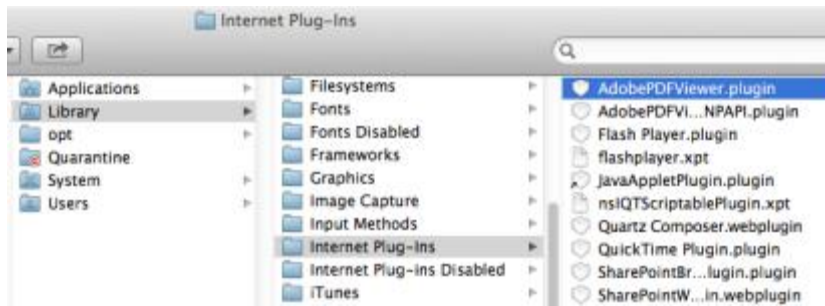 Internet Plug-Ins
Applications
Library
opt
Quarantine
System
Users
Filesystems
Fonts
Fonts Disabled
Frameworks
Graphics
Image Capture
Input Methods
Internet Plug-Ins
Internet Plug-ins Disabled
iTunes
AdobePDFViewer.plugin
AdobePDFVi...NPAPI.plugin
Flash Player.plugin
flashplayer.xpt
JavaAppletPlugin.plugin
nsIQTScriptablePlugin.xpt
Quartz Composer.webplugin
QuickTime Plugin.plugin
SharePointBr...lugin.plugin
SharePointW...in.webplugin